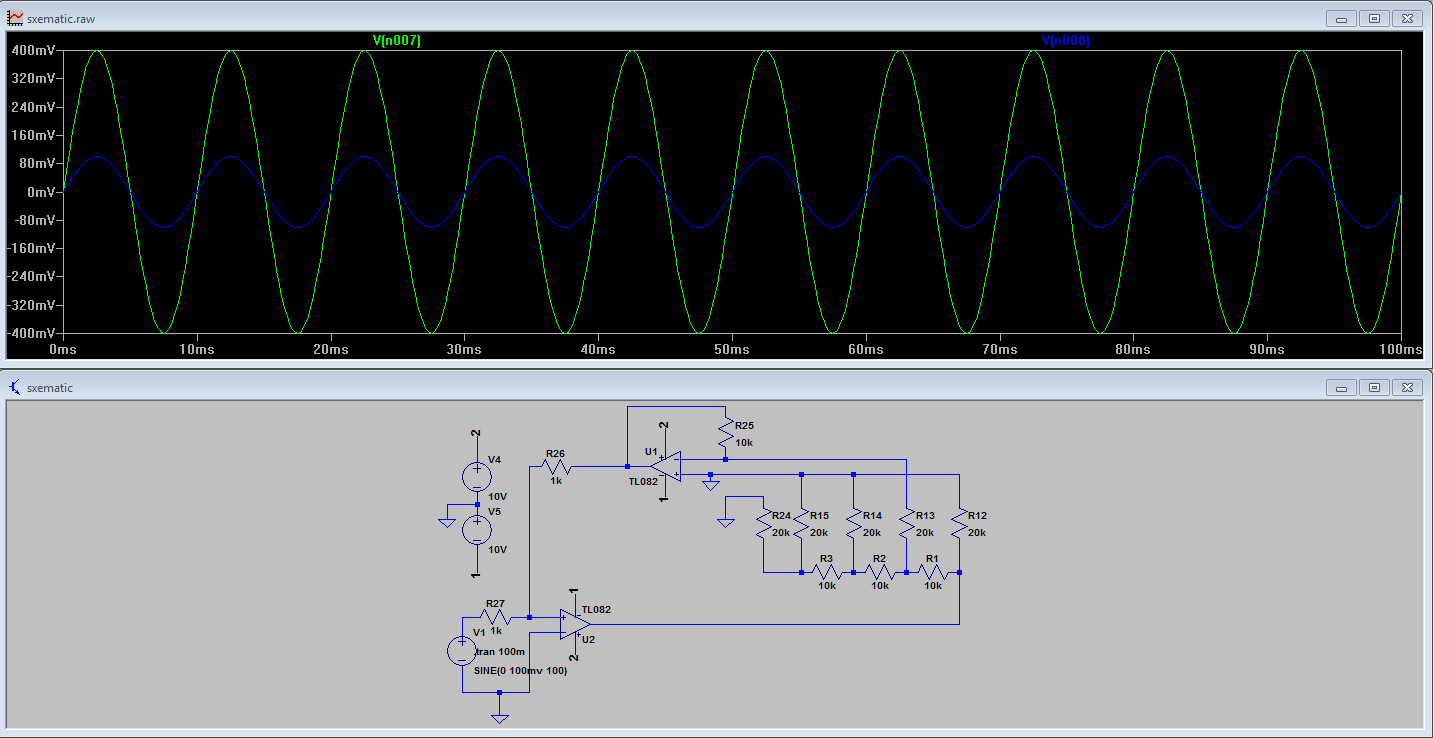 sxematic.raw
V(n007) V(n008)
400mV
320mV
240mV
160mV
80mV
0mV
-80mV
-160mV
-240mV
-320mV
-400mV
0ms 10ms 20ms 30ms 40ms 50ms 60ms 70ms 80ms 90ms 100ms
sxematic
2
V4
10V
V5
10V
1
R26
1k
2
U1
TL082
1
R25
10k
R24
20k
R15
20k
R14
20k
R13
20k
R12
20k
R3
10k
R2
10k
R1
10k
R27
1k
V1
tran 100m
SINE(0 100mv 100)
1
TL082
U2
2